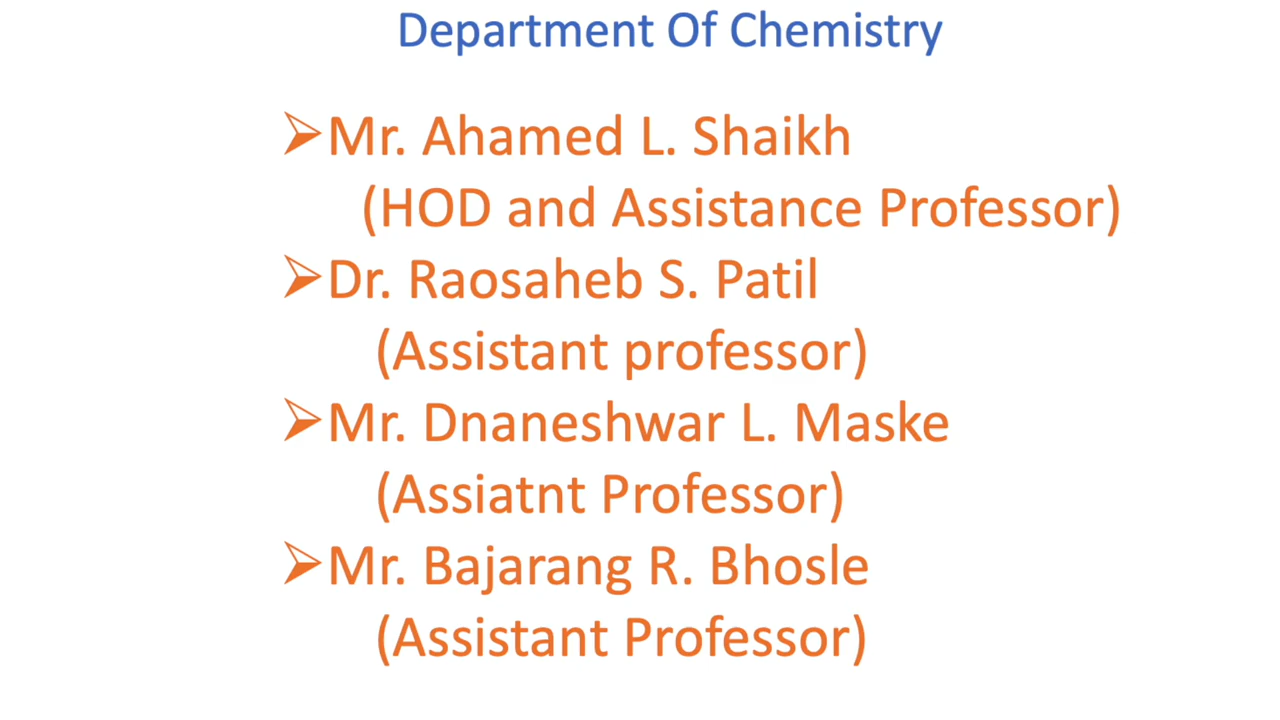 Department Of Chemistry
➢Mr. Ahamed L. Shaikh
(HOD and Assistance Professor)
➢Dr. Raosaheb S. Patil
(Assistant professor)
➢Mr. Dnaneshwar L. Maske
(Assiatnt Professor)
➢Mr. Bajarang R. Bhosle
(Assistant Professor)